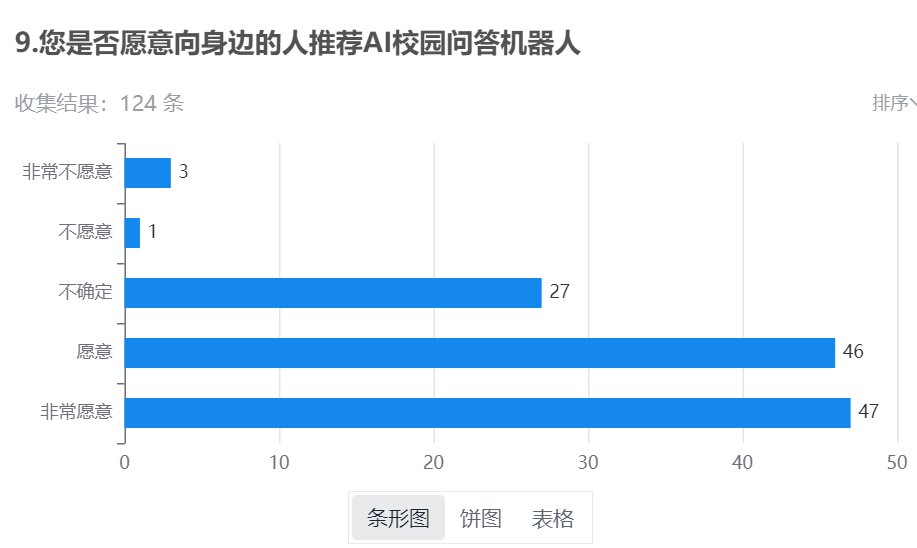 9.您是否愿意向身边的人推荐AI校园问答机器人
收集结果：124 条
排序
非常不愿意 3
不愿意 1
不确定 27
愿意 46
非常愿意 47
0 10 20 30 40 50
条形图 饼图 表格